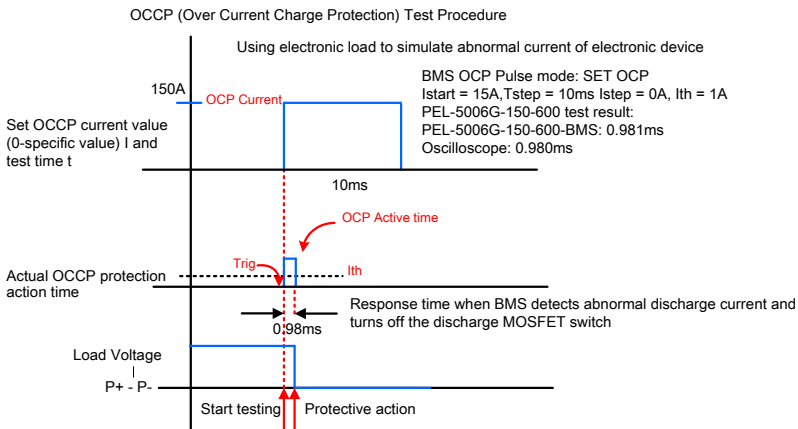 OCCP (Over Current Charge Protection) Test Procedure
Using electronic load to simulate abnormal current of electronic device
BMS OCP Pulse mode: SET OCP
Istart = 15A,Tstep = 10ms Istep = 0A, Ith = 1A
PEL-5006G-150-600 test result:
PEL-5006G-150-600-BMS: 0.981ms
Oscilloscope: 0.980ms
150A
OCP Current
Set OCCP current value
(0-specific value) I and
test time t
10ms
OCP Active time
Trig
Ith
Actual OCCP protection
action time
0.98ms
Response time when BMS detects abnormal discharge current and
turns off the discharge MOSFET switch
Load Voltage
|
P+ - P-
Start testing
Protective action